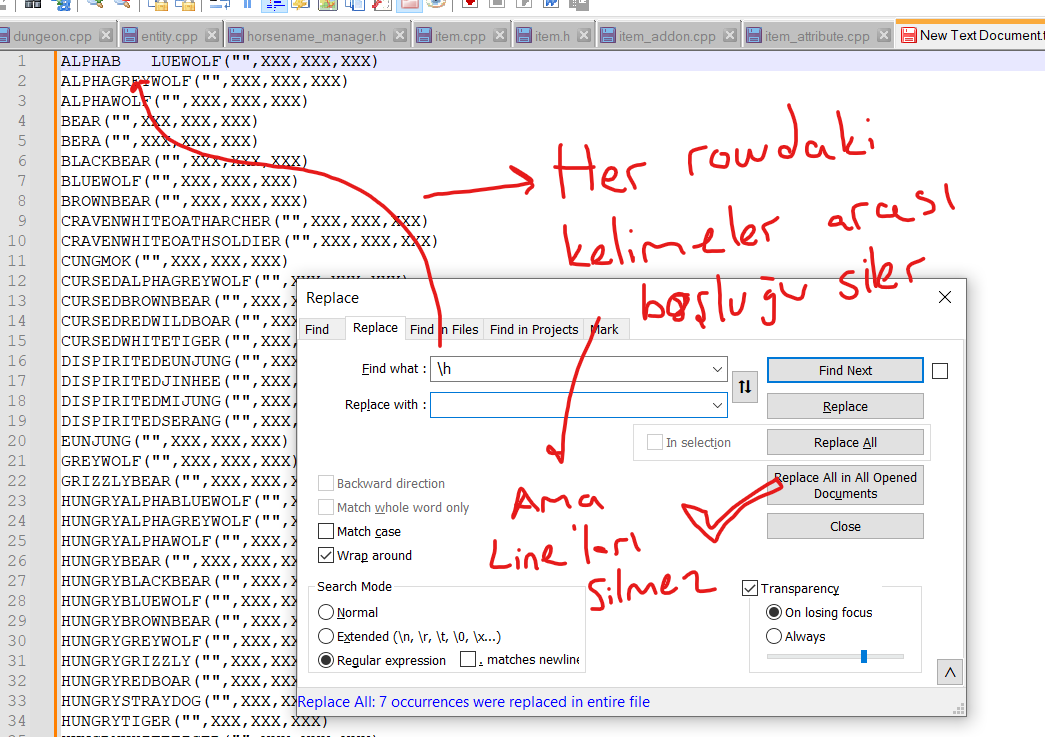 dungeon.cpp entity.cpp horsename_manager.h item.cpp item.h item_addon.cpp item_attribute.cpp New Text Document.t
1 ALPHAB   LUEWOLF("",XXX,XXX,XXX)
2 ALPHAGREYWOLF("",XXX,XXX,XXX)
3 ALPHAWOLF("",XXX,XXX,XXX)
4 BEAR("",XXX,XXX,XXX)
5 BERA("",XXX,XXX,XXX)
6 BLACKBEAR("",XXX,XXX,XXX)
7 BLUEWOLF("",XXX,XXX,XXX)
8 BROWNBEAR("",XXX,XXX,XXX)
9 CRAVENWHITEOATHARCHER("",XXX,XXX,XXX)
10 CRAVENWHITEOATHSOLDIER("",XXX,XXX,XXX)
11 CUNGMOK("",XXX,XXX,XXX)
12 CURSEDALPHAGREYWOLF("",XXX,XXX,XXX)
13 CURSEDBROWNBEAR("",XXX
14 CURSEDREDWILDBOAR("",XXX
15 CURSEDWHITETIGER("",XXX
16 DISPIRITEDEUNJUNG("",XXX
17 DISPIRITEDJINHEE("",XXX
18 DISPIRITEDMIJUNG("",XXX
19 DISPIRITEDSERANG("",XXX
20 EUNJUNG("",XXX,XXX,XXX)
21 GREYWOLF("",XXX,XXX,XXX)
22 GRIZZLYBEAR("",XXX,XXX
23 HUNGRYALPHABLUEWOLF("",X
24 HUNGRYALPHAGREYWOLF("",X
25 HUNGRYALPHAWOLF("",XXX,X
26 HUNGRYBEAR("",XXX,XXX,XX
27 HUNGRYBLACKBEAR("",XXX,X
28 HUNGRYBLUEWOLF("",XXX,XX
29 HUNGRYBROWNBEAR("",XXX,X
30 HUNGRYGREYWOLF("",XXX,XX
31 HUNGRYGRIZZLY("",XXX,XXX
32 HUNGRYREDBOAR("",XXX,XXX
33 HUNGRYSTRAYDOG("",XXX,XX
34 HUNGRYTIGER("",XXX,XXX,XXX)
Her rowdaki
kelimeler arası
boşluğu siler
Ama
Line'ları
Silmez
Replace
Find Replace Find in Files Find in Projects Mark
Find what : \h Find Next
Replace with : Replace
In selection Replace All
Replace All in All Opened
Documents
Close
Backward direction
Match whole word only
Match case
Wrap around
Search Mode
Normal
Extended (\n, \r, \t, \0, \x...)
Regular expression . matches newline
Transparency
On losing focus
Always
^
Replace All: 7 occurrences were replaced in entire file